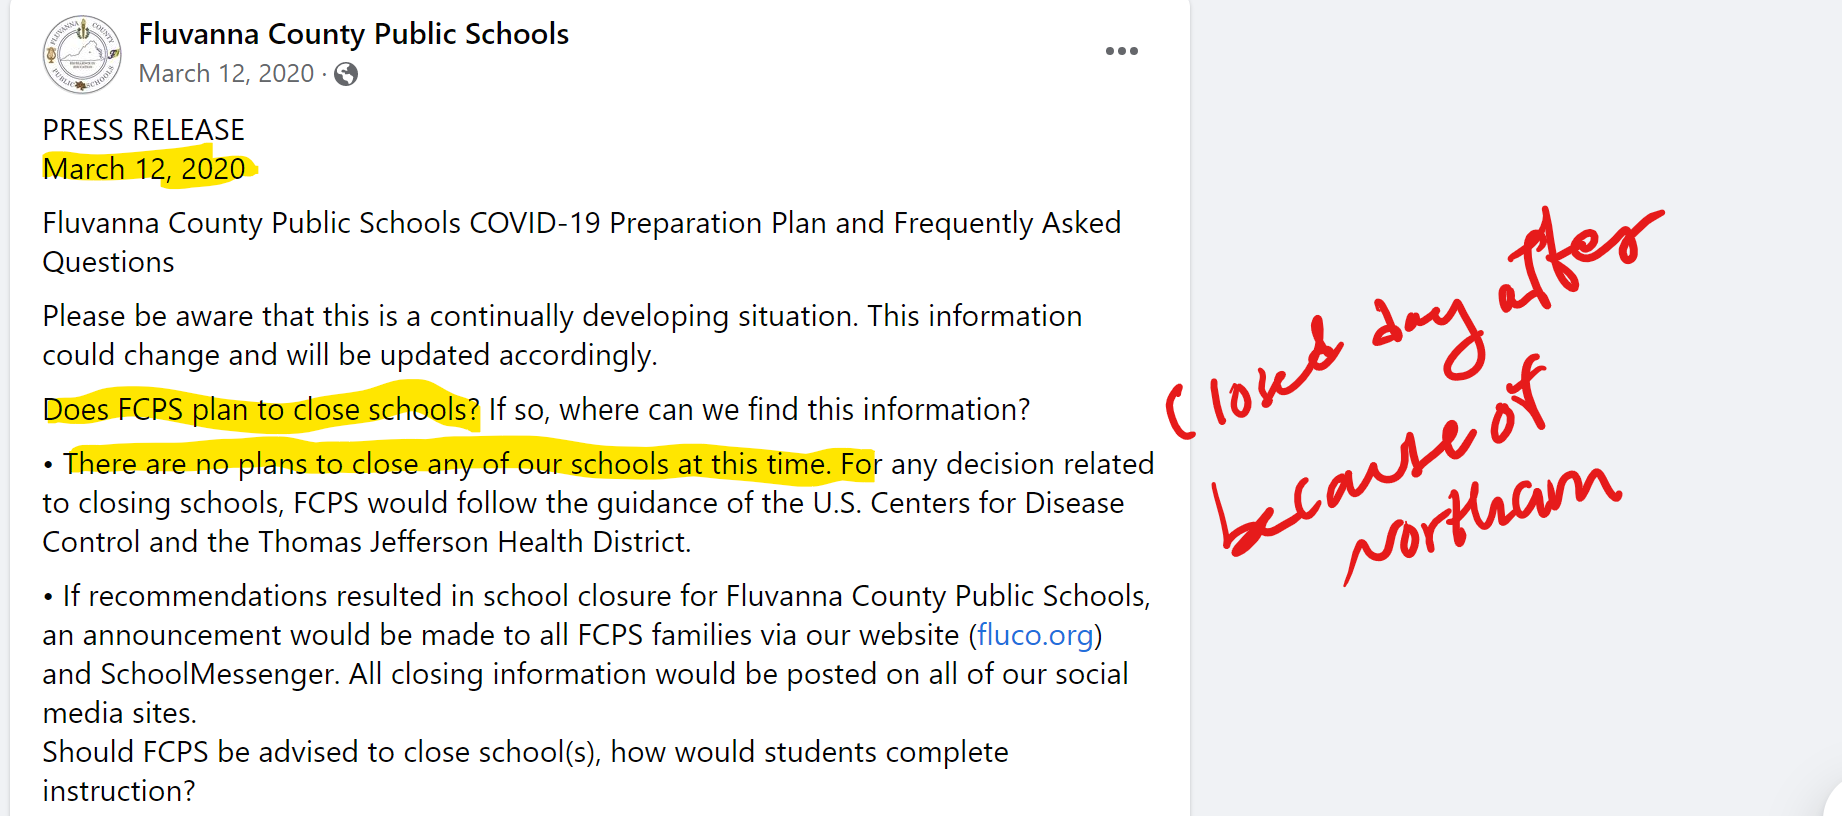 Fluvanna County Public Schools
March 12, 2020 ·
PRESS RELEASE
March 12, 2020
Fluvanna County Public Schools COVID-19 Preparation Plan and Frequently Asked
Questions
Please be aware that this is a continually developing situation. This information
could change and will be updated accordingly.
Does FCPS plan to close schools? If so, where can we find this information?
• There are no plans to close any of our schools at this time. For any decision related
to closing schools, FCPS would follow the guidance of the U.S. Centers for Disease
Control and the Thomas Jefferson Health District.
• If recommendations resulted in school closure for Fluvanna County Public Schools,
an announcement would be made to all FCPS families via our website (fluco.org)
and SchoolMessenger. All closing information would be posted on all of our social
media sites.
Should FCPS be advised to close school(s), how would students complete
instruction?
Closed day after
because of
northam
FLUVANNA COUNTY
PUBLIC SCHOOLS